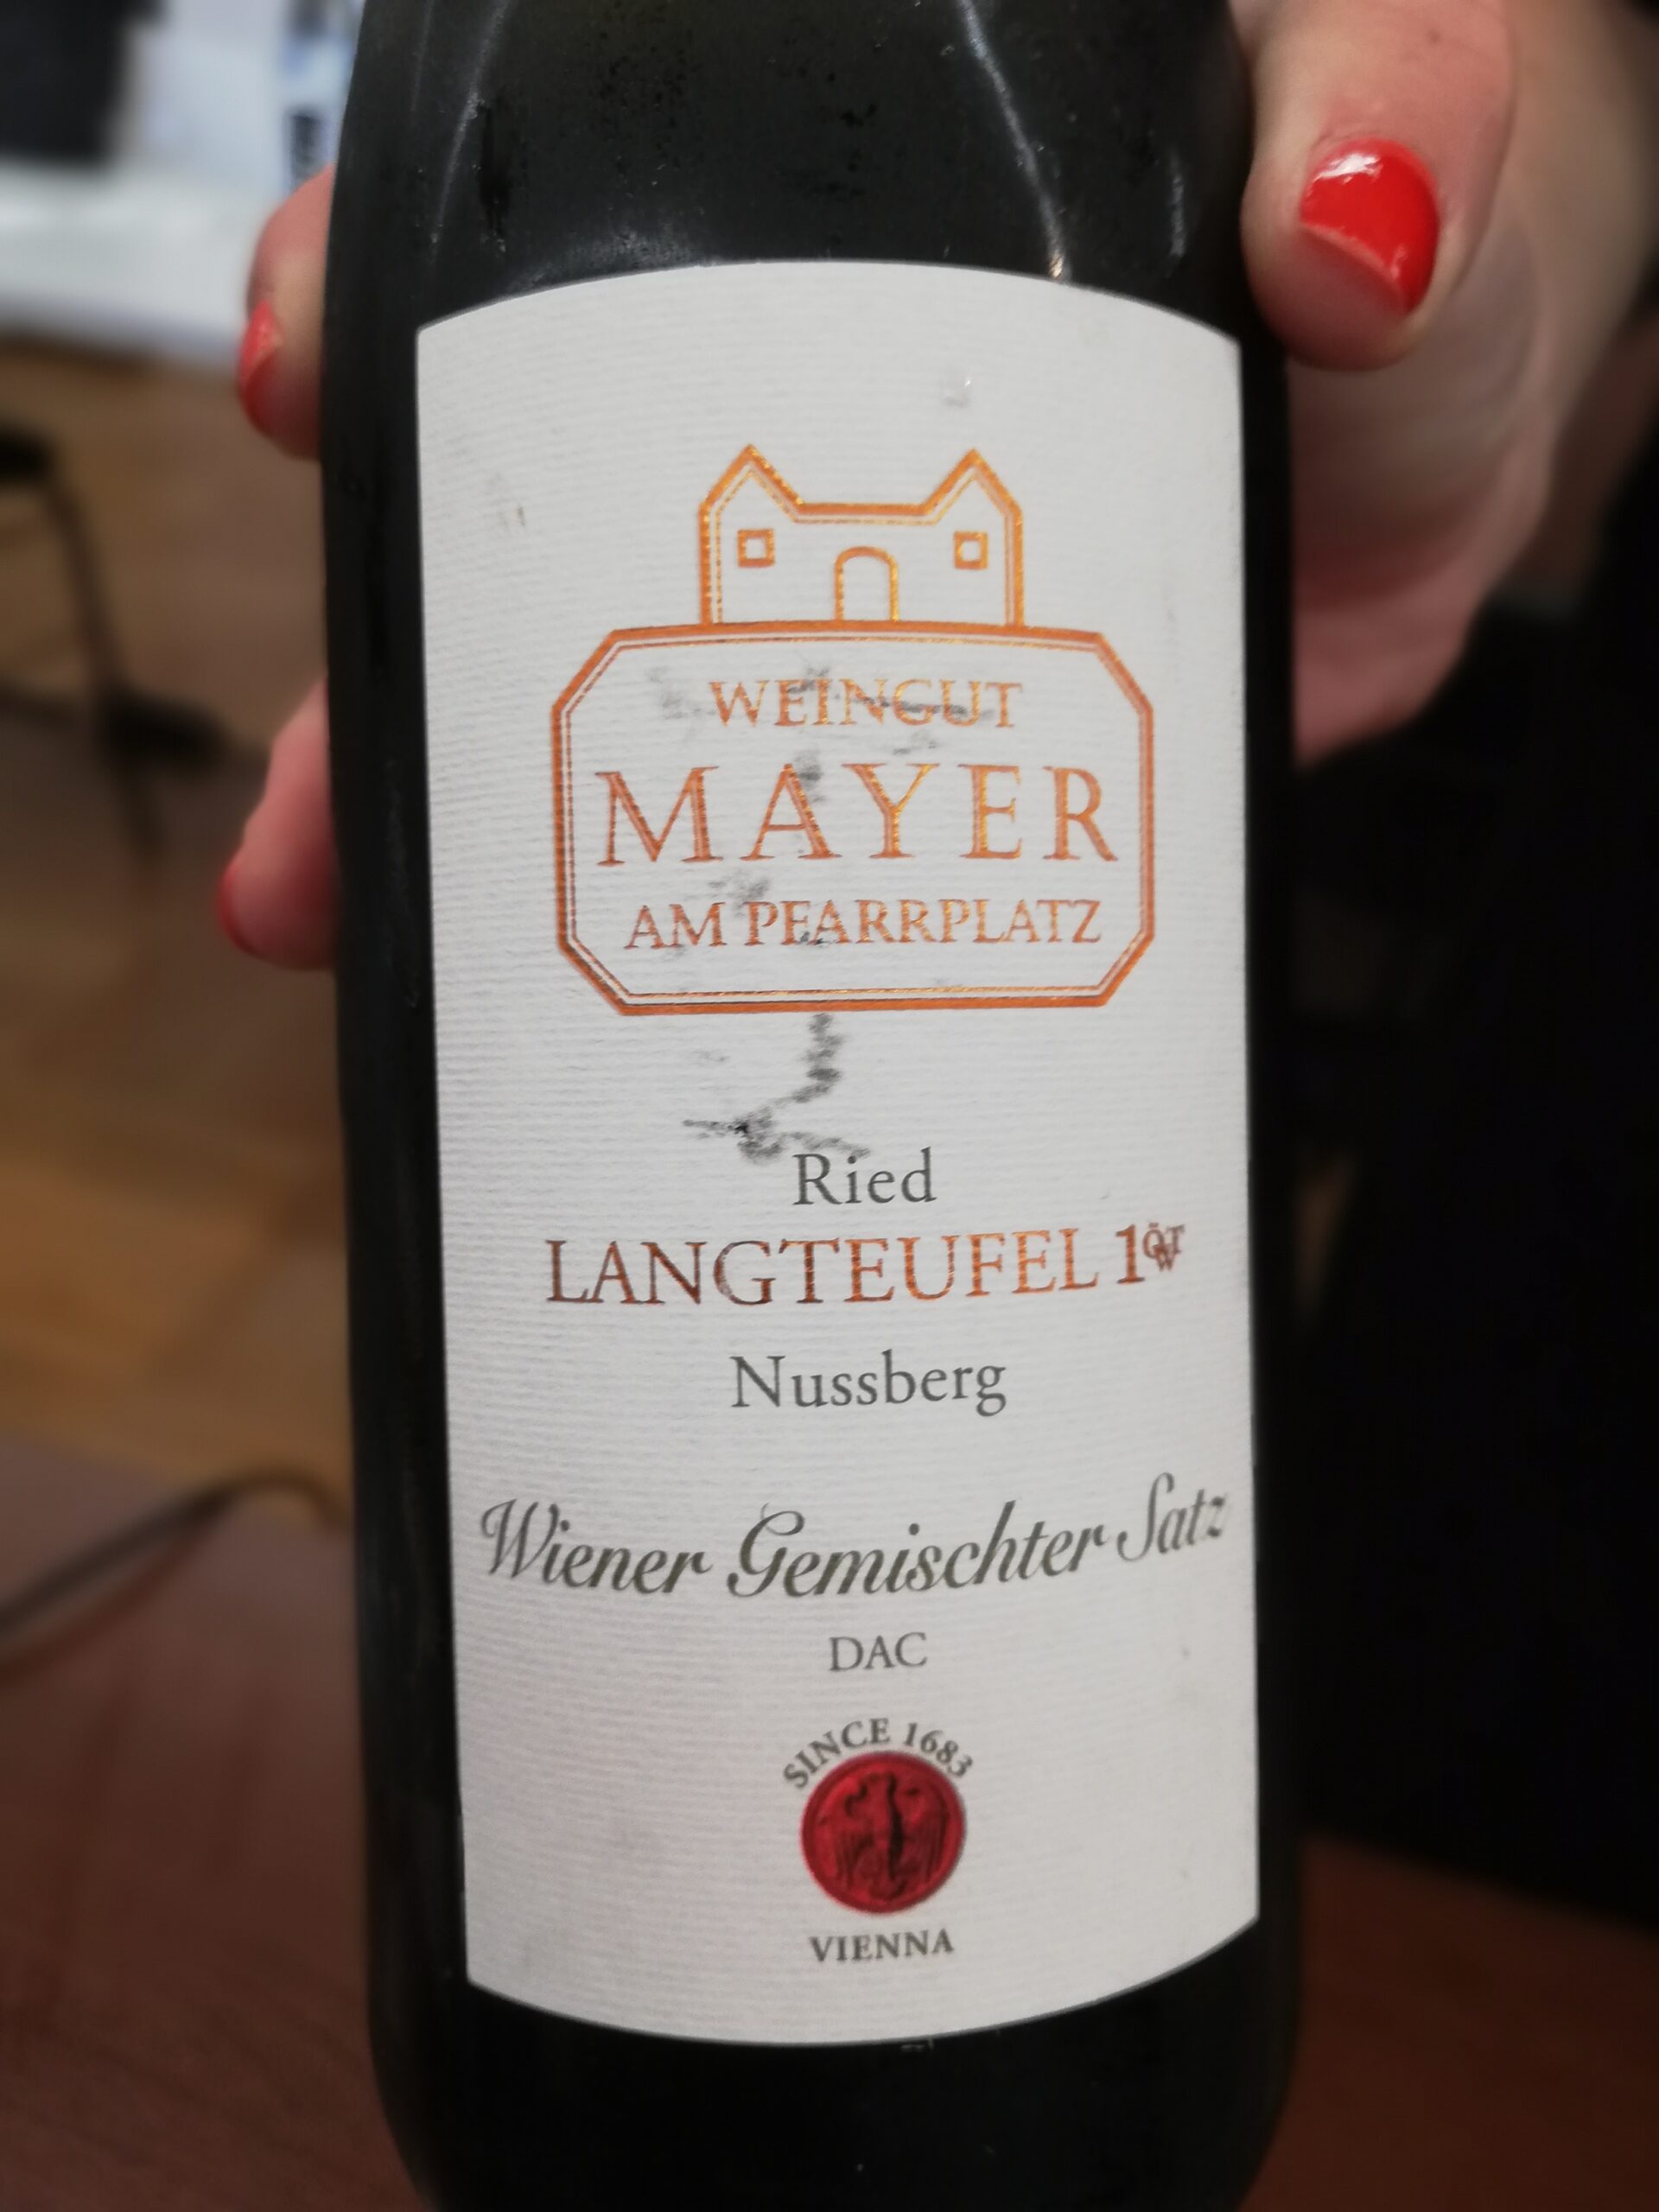 WEINGUT
MAYER
AM PFARRPLATZ
Ried
LANGTEUFEL 1ÖTW
Nussberg
Wiener Gemischter Satz
DAC
SINCE 1683
VIENNA